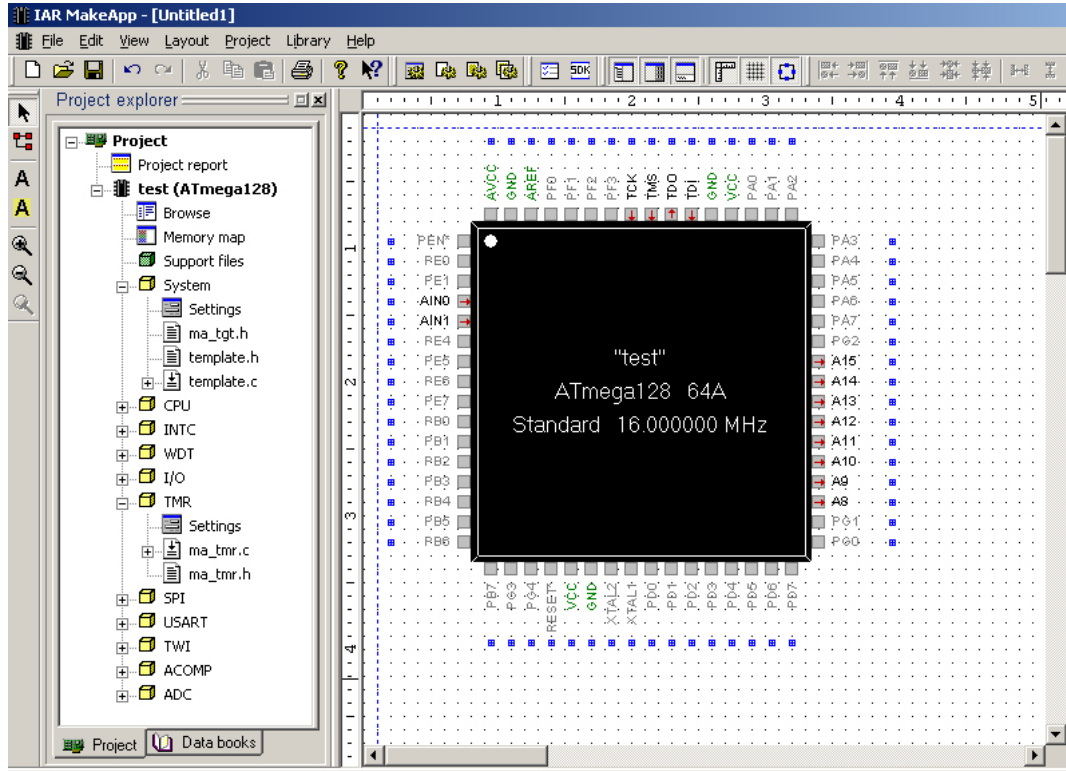 IAR MakeApp - [Untitled1]
File Edit View Layout Project Library Help
SDK
Project explorer
1 2 3 4 5
Project
Project report
test (ATmega128)
Browse
Memory map
Support files
System
Settings
ma_tgt.h
template.h
template.c
CPU
INTC
WDT
I/O
TMR
Settings
ma_tmr.c
ma_tmr.h
SPI
USART
TWI
ACOMP
ADC
Project Data books
A
A
1
2
3
4
AVCC GND AREF PF0 PF1 PF2 PF3 TCK TMS TDO TDI GND VCC PA0 PA1 PA2
PEN*
PE0
PE1
AIN0
AIN1
PE4
PE5
PE6
PE7
PB0
PB1
PB2
PB3
PB4
PB5
PB6
"test"
ATmega128 64A
Standard 16.000000 MHz
PA3
PA4
PA5
PA6
PA7
PG2
A15
A14
A13
A12
A11
A10
A9
A8
PG1
PG0
PB7 PG3 PG4 RESET* VCC GND XTAL2 XTAL1 PD0 PD1 PD2 PD3 PD4 PD5 PD6 PD7